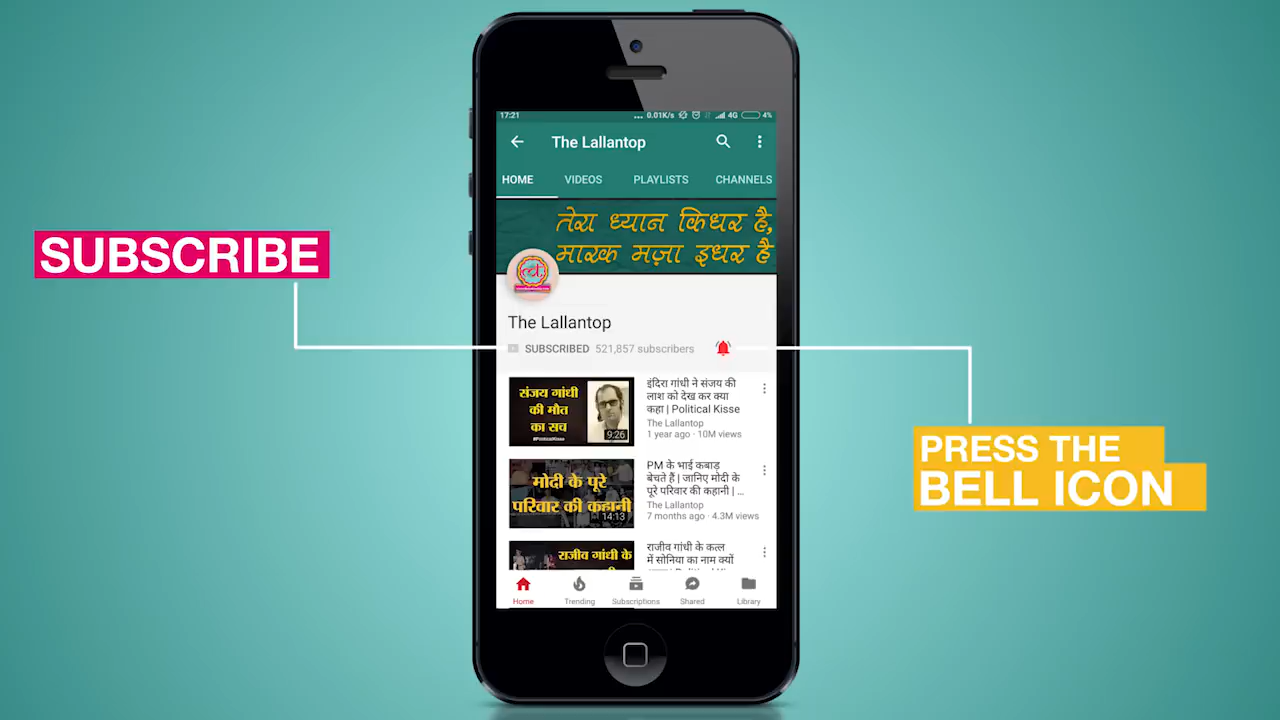 17:21
... 0.01K/s 4G 4%
The Lallantop
HOME VIDEOS PLAYLISTS CHANNELS
तेरा ध्यान किधर है,
मारक मज़ा इधर है
SUBSCRIBE
The Lallantop
SUBSCRIBED 521,857 subscribers
संजय गांधी
की मौत
का सच
#PoliticalKisse
9:26
इंदिरा गांधी ने संजय की
लाश को देख कर क्या
कहा | Political Kisse
The Lallantop
1 year ago · 10M views
PRESS THE
BELL ICON
मोदी के पूरे
परिवार की कहानी
14:13
PM के भाई कबाड़
बेचते हैं | जानिए मोदी के
पूरे परिवार की कहानी | ...
The Lallantop
7 months ago · 4.3M views
राजीव गांधी के
राजीव गांधी के कत्ल
में सोनिया का नाम क्यों
Home Trending Subscriptions Shared Library